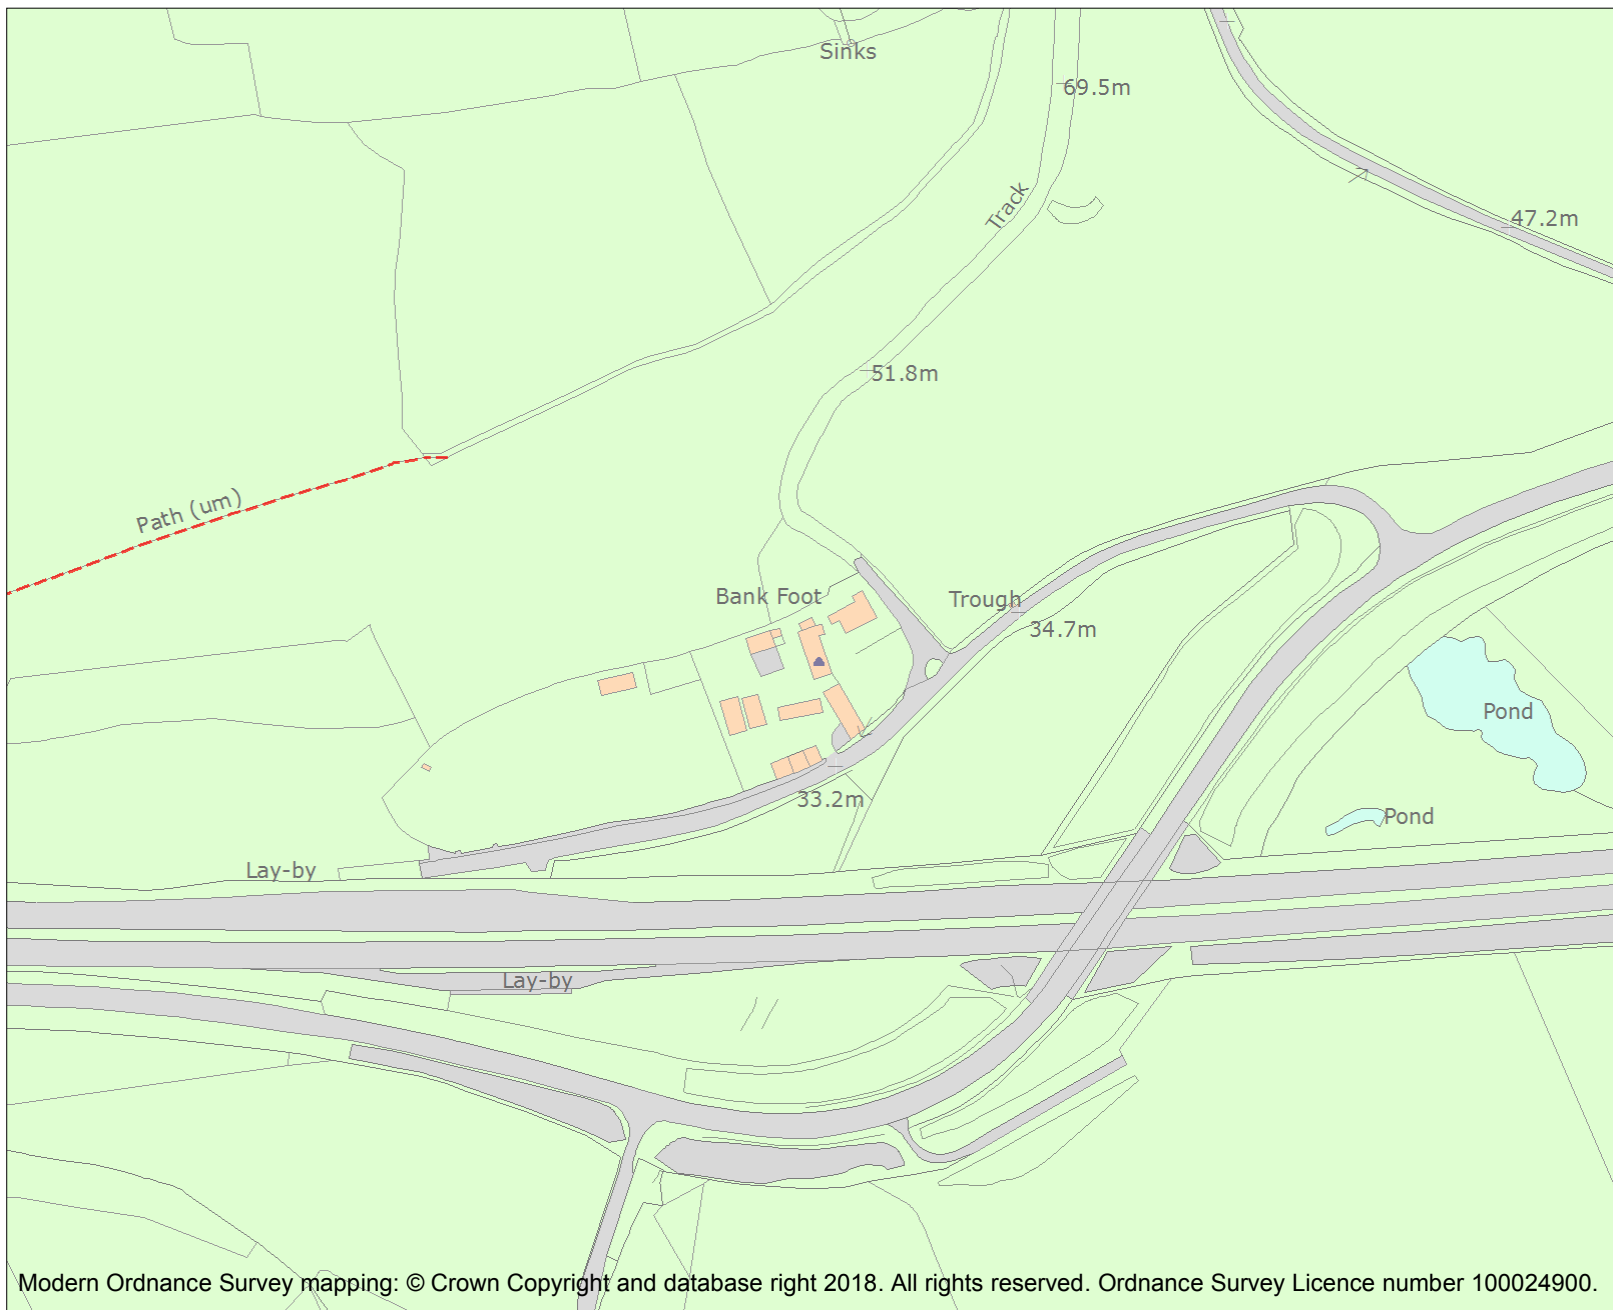 Sinks
69.5m
Track
47.2m
51.8m
Path (um)
Bank Foot
Trough
34.7m
Pond
33.2m
Pond
Lay-by
Lay-by
Modern Ordnance Survey mapping: © Crown Copyright and database right 2018. All rights reserved. Ordnance Survey Licence number 100024900.